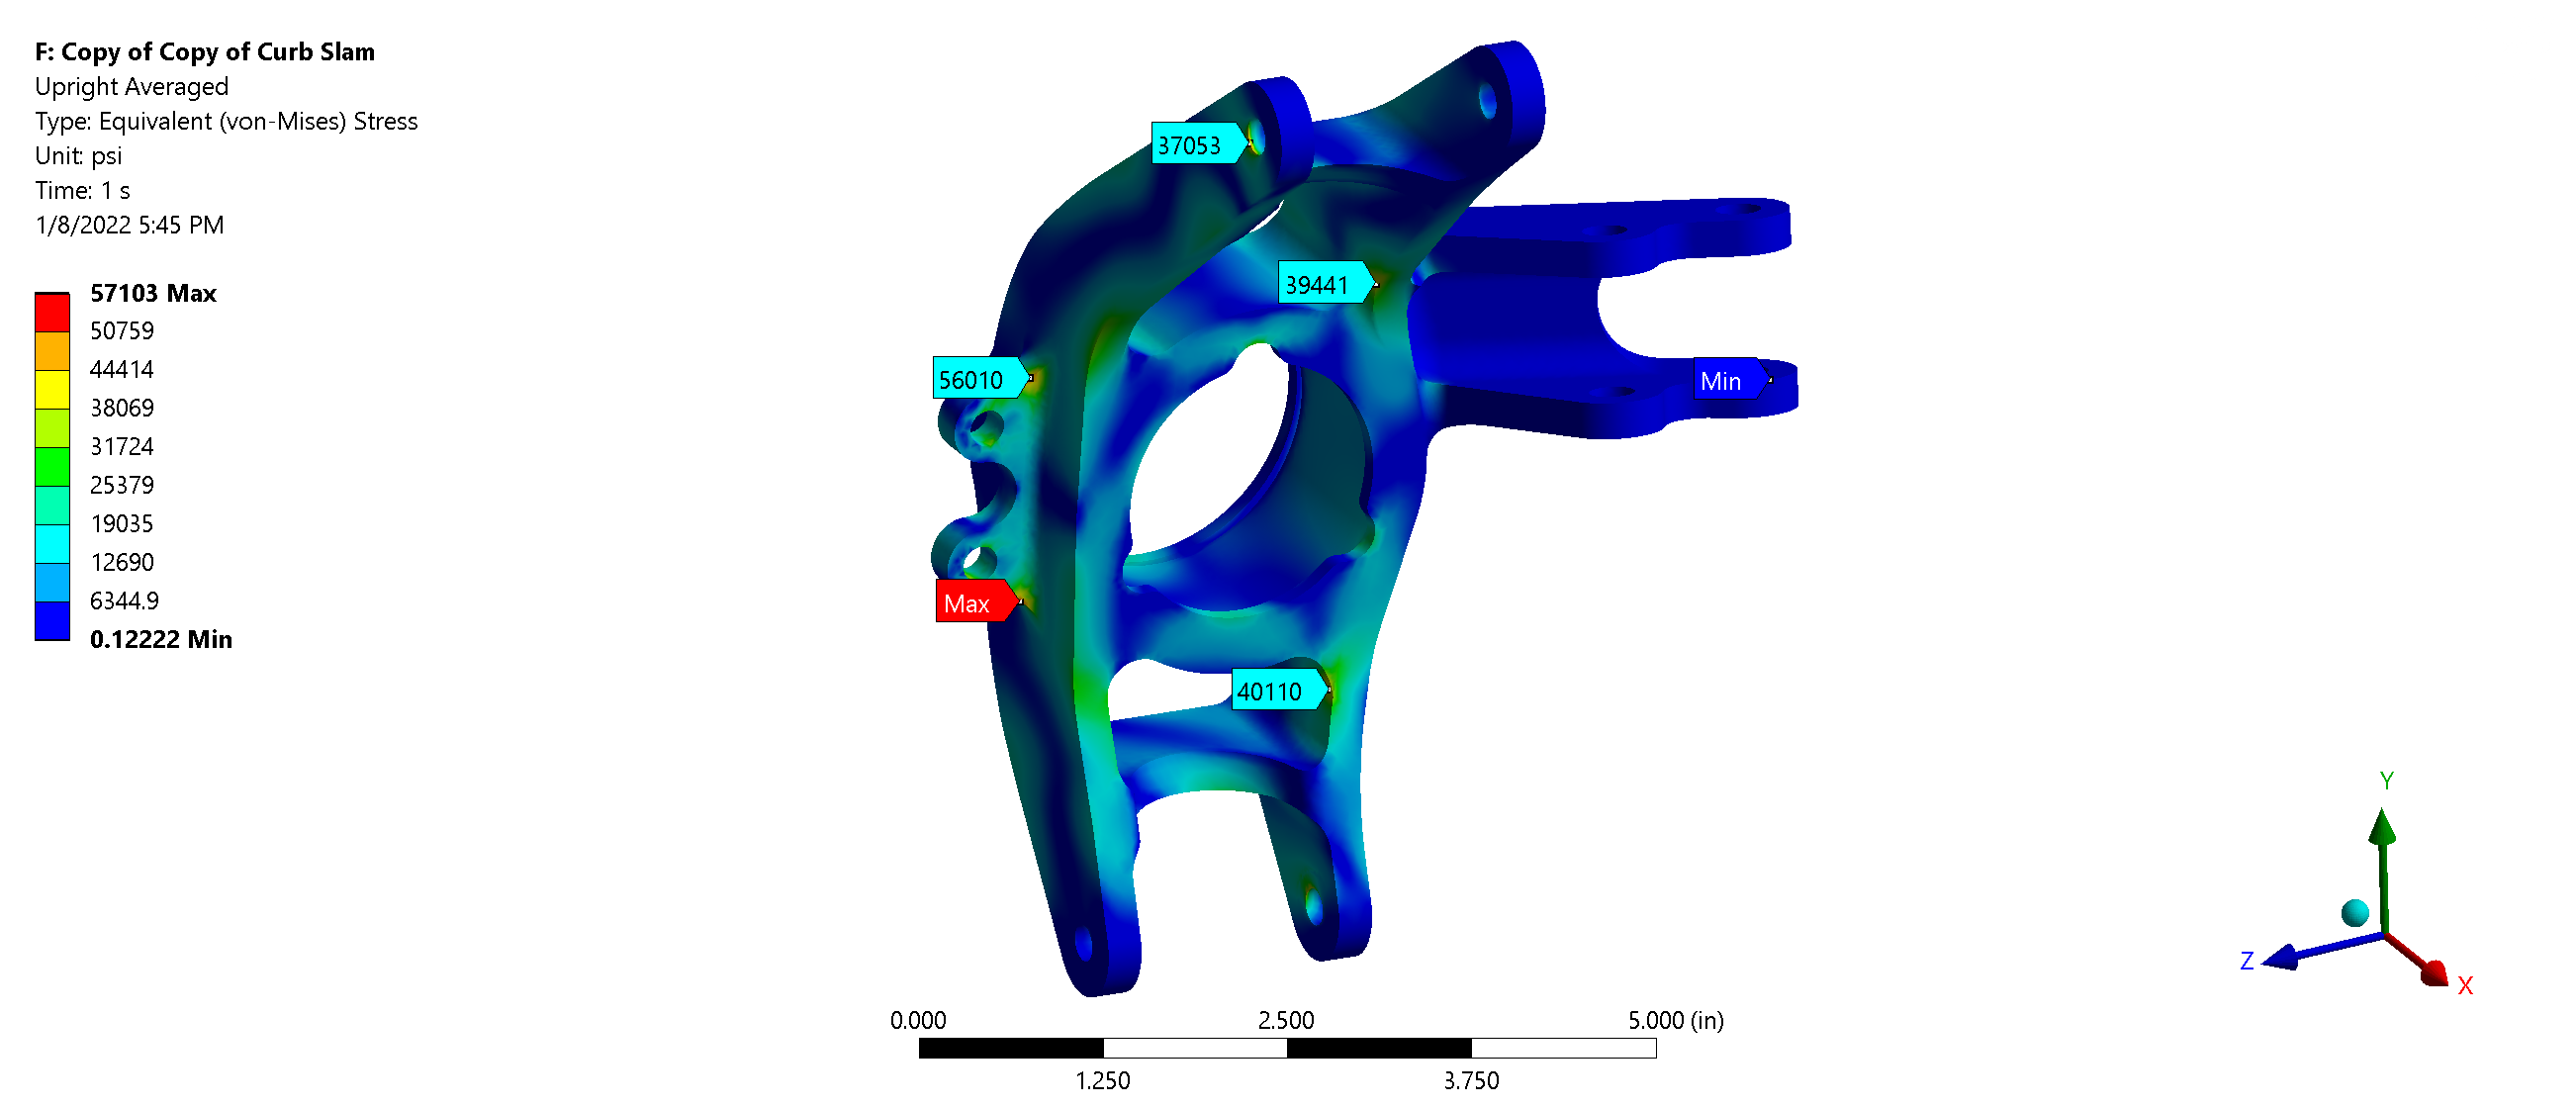 F: Copy of Copy of Curb Slam
Upright Averaged
Type: Equivalent (von-Mises) Stress
Unit: psi
Time: 1 s
1/8/2022 5:45 PM
57103 Max
50759
44414
38069
31724
25379
19035
12690
6344.9
0.12222 Min
37053
39441
56010
Min
Max
40110
Y
Z
X
0.000
2.500
5.000 (in)
1.250
3.750